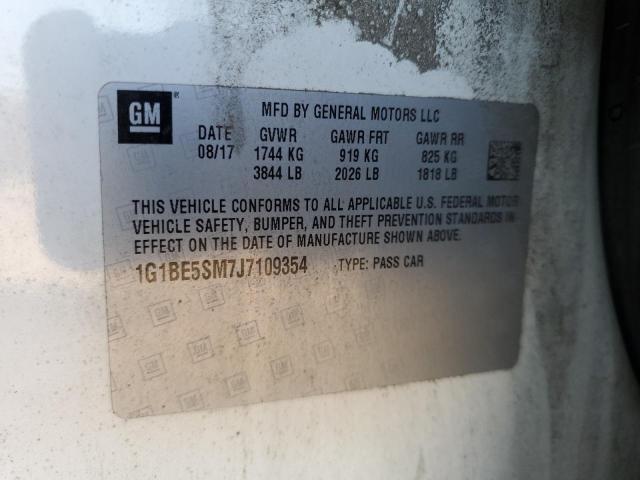 GM ®
MFD BY GENERAL MOTORS LLC
DATE GVWR GAWR FRT GAWR RR
08/17 1744 KG 919 KG 825 KG
3844 LB 2026 LB 1818 LB
THIS VEHICLE CONFORMS TO ALL APPLICABLE U.S. FEDERAL MOTOR
VEHICLE SAFETY, BUMPER, AND THEFT PREVENTION STANDARDS IN
EFFECT ON THE DATE OF MANUFACTURE SHOWN ABOVE.
1G1BE5SM7J7109354 TYPE: PASS CAR